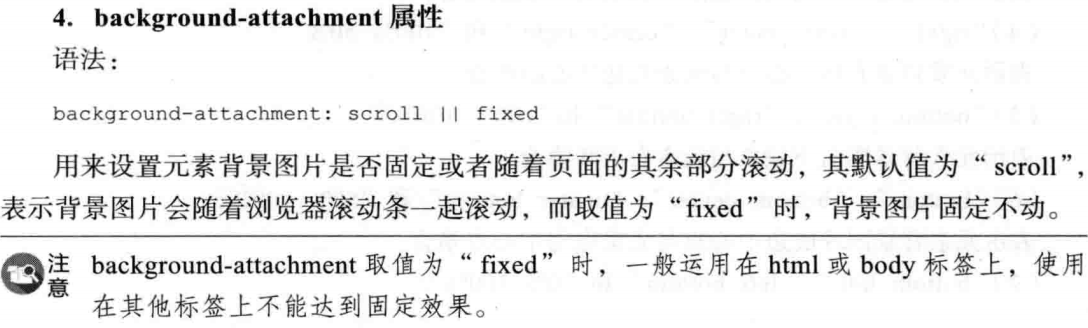 4. background-attachment 属性
语法：
background-attachment: scroll || fixed
用来设置元素背景图片是否固定或者随着页面的其余部分滚动，其默认值为“scroll”，
表示背景图片会随着浏览器滚动条一起滚动，而取值为“fixed”时，背景图片固定不动。
注意 background-attachment 取值为“fixed”时，一般运用在 html 或 body 标签上，使用
在其他标签上不能达到固定效果。